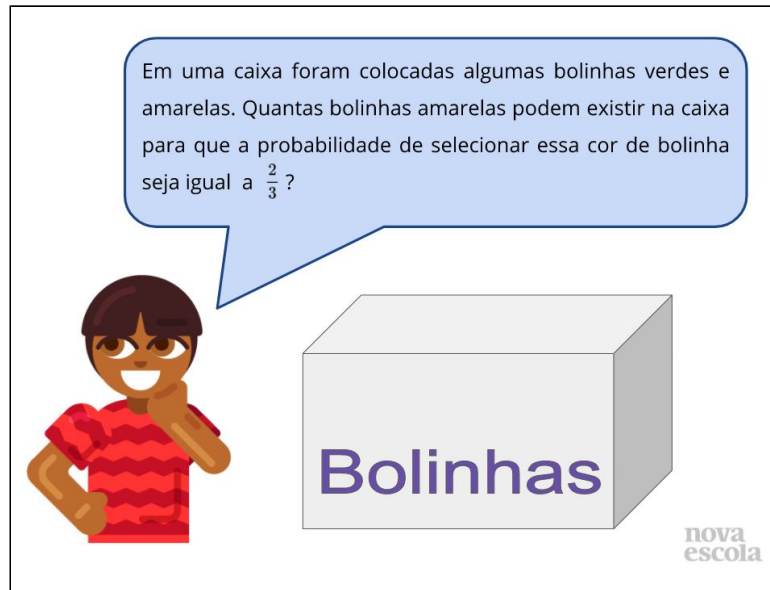 Em uma caixa foram colocadas algumas bolinhas verdes e
amarelas. Quantas bolinhas amarelas podem existir na caixa
para que a probabilidade de selecionar essa cor de bolinha
seja igual a 2/3 ?
Bolinhas
nova
escola